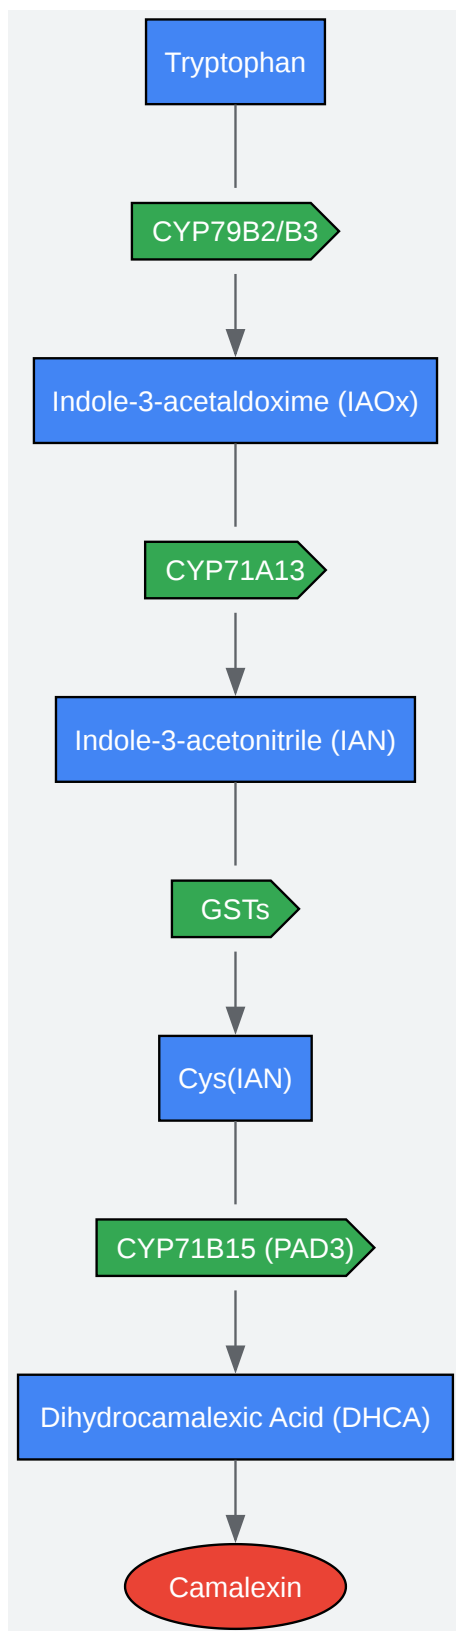 Tryptophan
CYP79B2/B3
Indole-3-acetaldoxime (IAOx)
CYP71A13
Indole-3-acetonitrile (IAN)
GSTs
Cys(IAN)
CYP71B15 (PAD3)
Dihydrocamalexic Acid (DHCA)
Camalexin